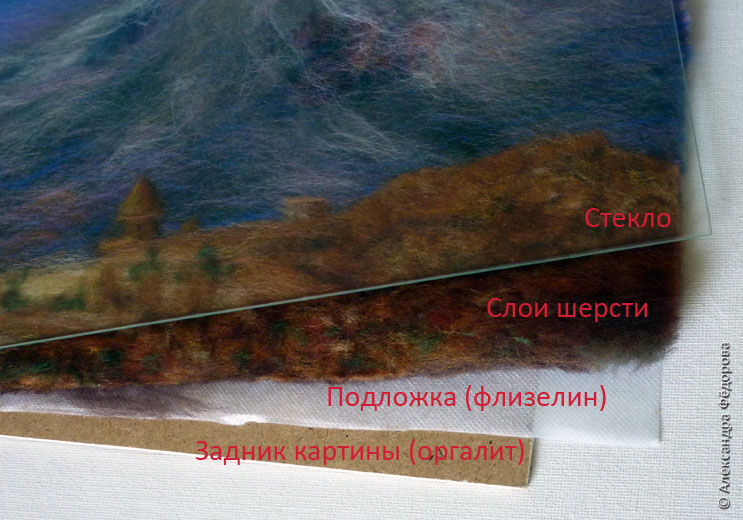 Стекло
Слои шерсти
Подложка (флизелин)
Задник картины (оргалит)
© Александра Фёдорова